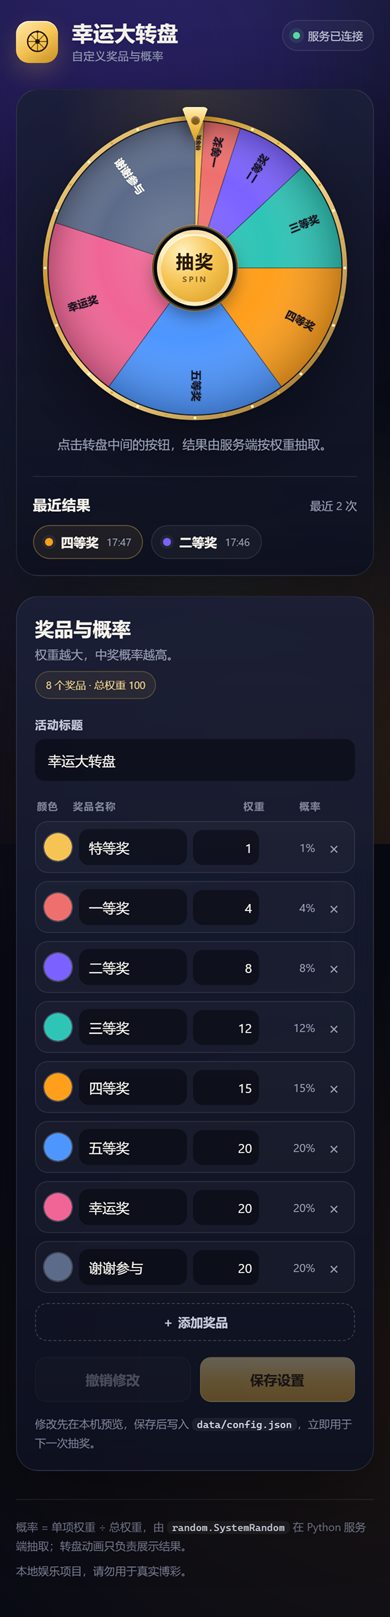 幸运大转盘
自定义奖品与概率
服务已连接
特等奖
一等奖
二等奖
三等奖
四等奖
五等奖
幸运奖
谢谢参与
抽奖
SPIN
点击转盘中间的按钮，结果由服务端按权重抽取。
最近结果 最近 2 次
四等奖 17:47 二等奖 17:46
奖品与概率
权重越大，中奖概率越高。
8 个奖品 · 总权重 100
活动标题
幸运大转盘
颜色 奖品名称 权重 概率
特等奖 1 1% ×
一等奖 4 4% ×
二等奖 8 8% ×
三等奖 12 12% ×
四等奖 15 15% ×
五等奖 20 20% ×
幸运奖 20 20% ×
谢谢参与 20 20% ×
+ 添加奖品
撤销修改 保存设置
修改先在本机预览，保存后写入 data/config.json，立即用于
下一次抽奖。
概率 = 单项权重 ÷ 总权重，由 random.SystemRandom 在 Python 服务
端抽取；转盘动画只负责展示结果。
本地娱乐项目，请勿用于真实博彩。